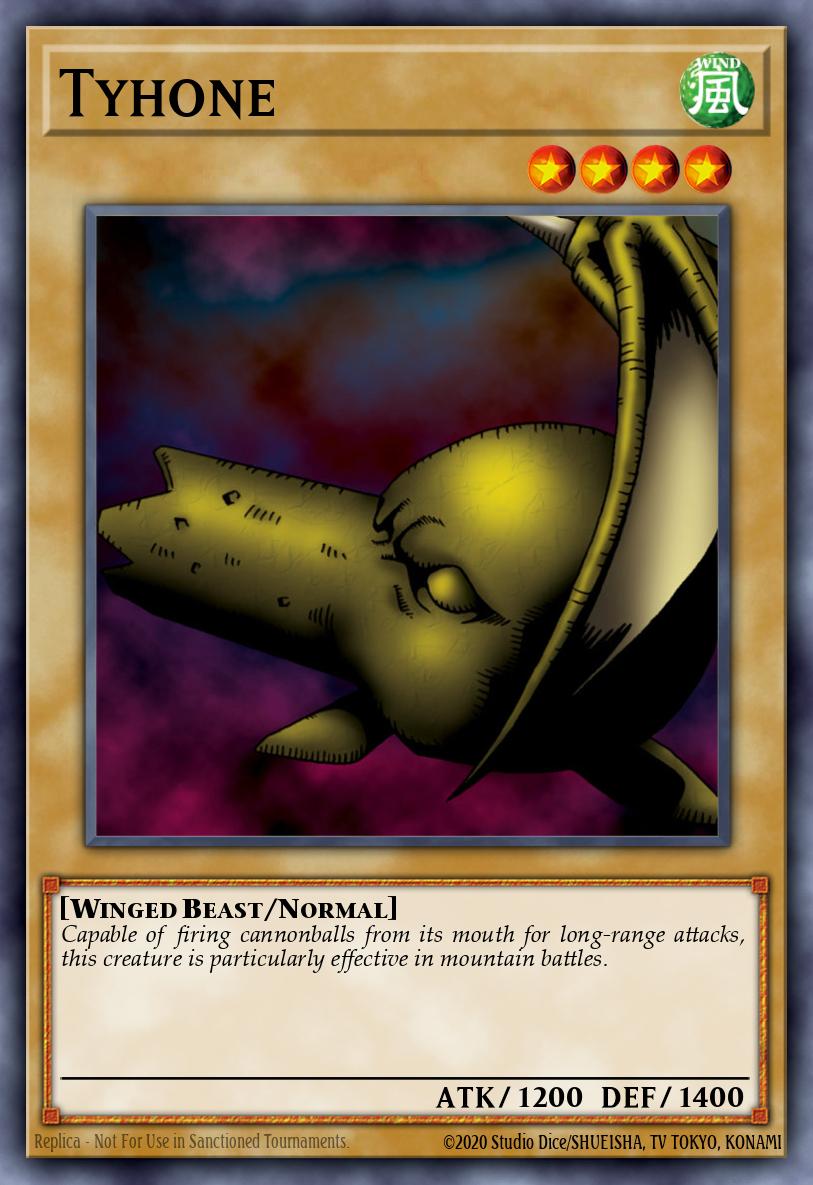 Tyhone
WIND
風
[Winged Beast/Normal]
Capable of firing cannonballs from its mouth for long-range attacks,
this creature is particularly effective in mountain battles.
ATK/1200 DEF/1400
Replica - Not For Use in Sanctioned Tournaments.
©2020 Studio Dice/SHUEISHA, TV TOKYO, KONAMI